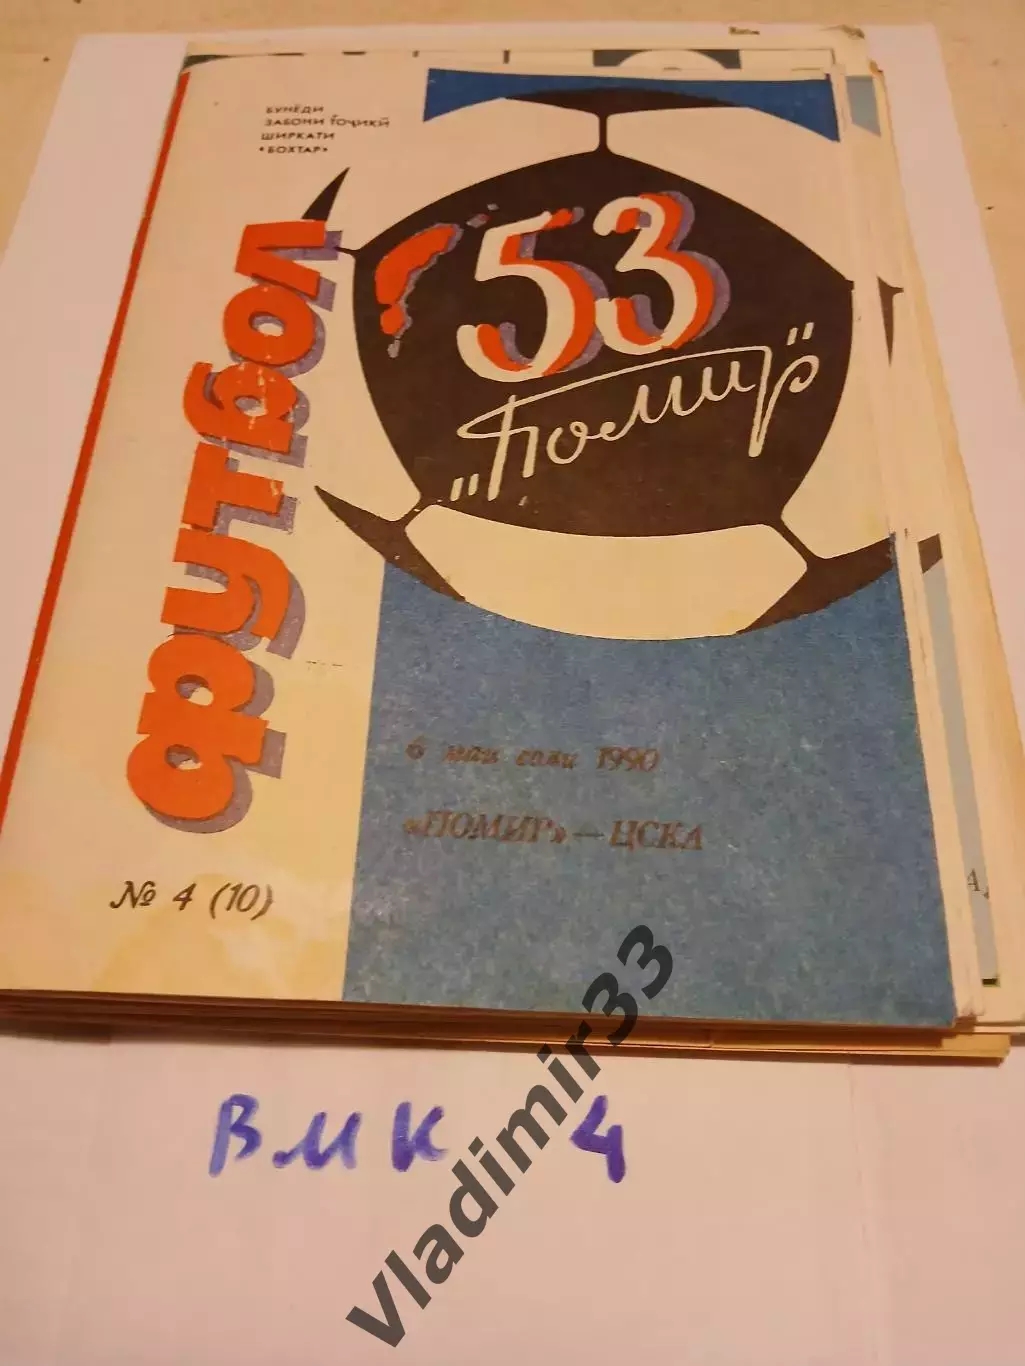 БУНЁДИ
ЗАБОНИ ТОҶИКӢ
ШИРКАТИ
«БОХТАР»
футбол
53
"Помир"
6 маи соли 1990
«ПОМИР» — ЦСКА
№ 4 (10)
ВМК 4
vladimir33